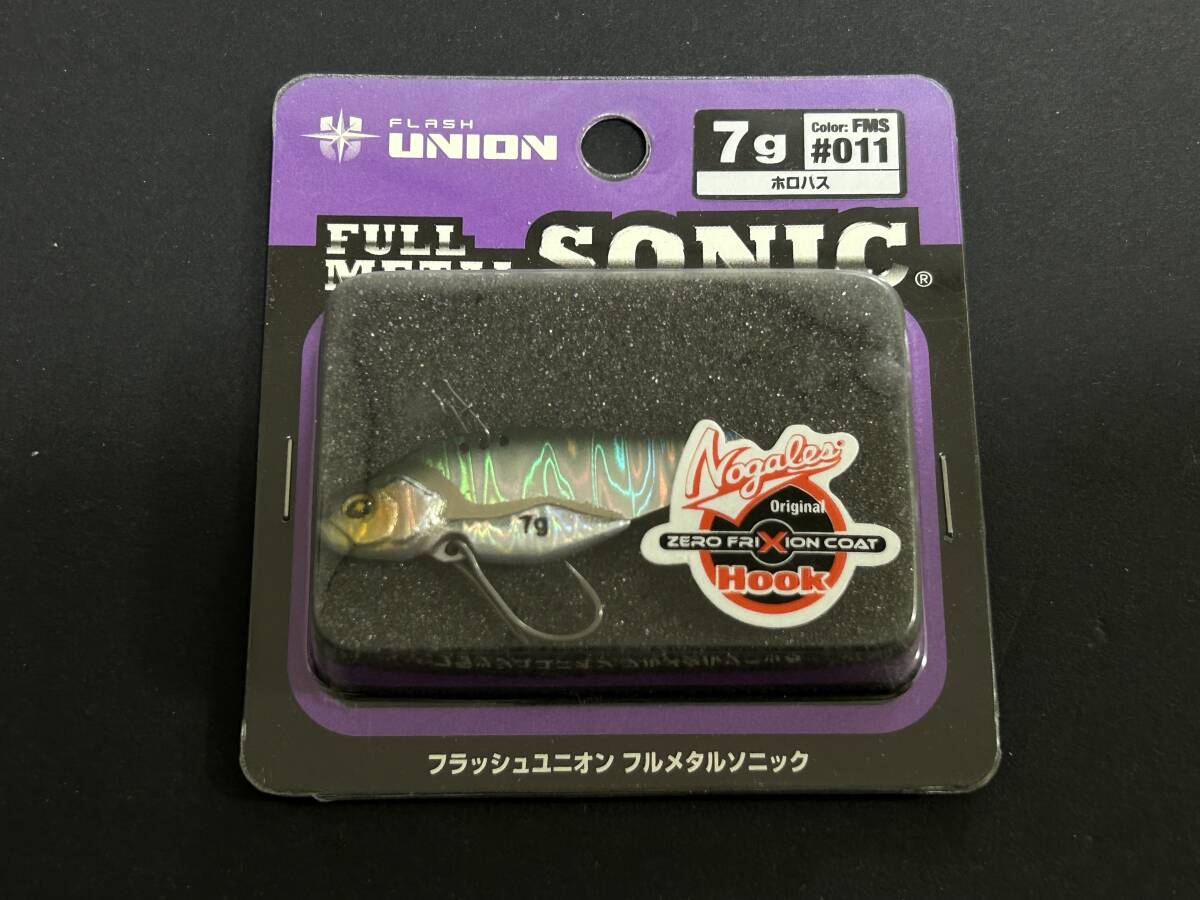 FLASH
UNION
7g
Color: FMS
#011
ホロハス
FULL
METAL
SONIC®
7g
Nogales
Original
ZERO FRIXION COAT
Hook
フラッシュユニオン フルメタルソニック